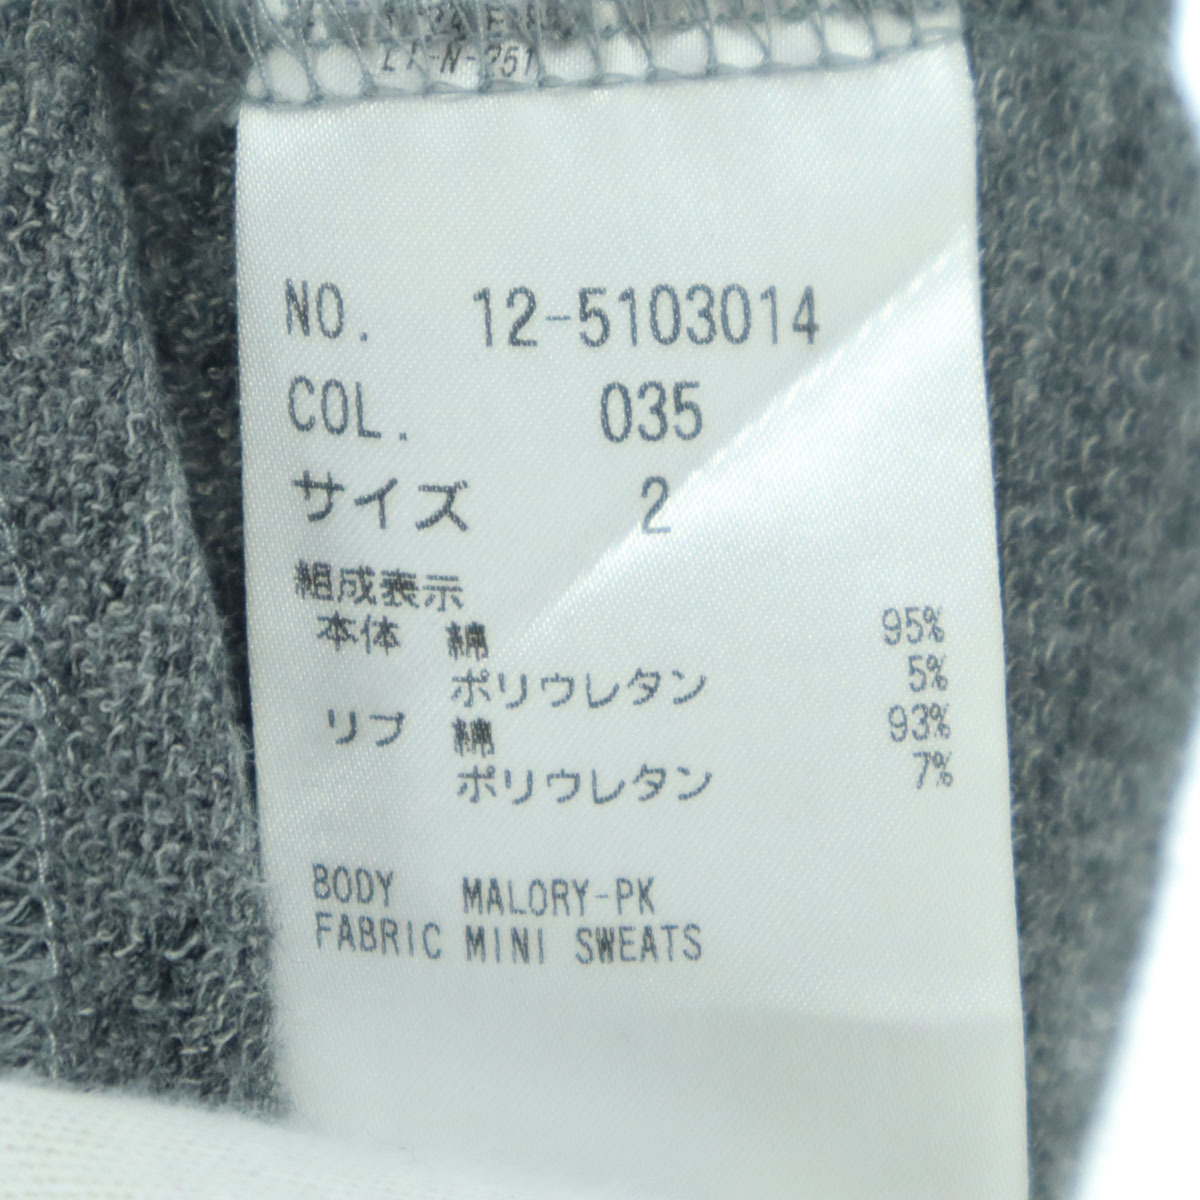 NO. 12-5103014
COL. 035
サイズ 2
組成表示
本体 綿 95%
ポリウレタン 5%
リブ 綿 93%
ポリウレタン 7%
BODY MALORY-PK
FABRIC MINI SWEATS